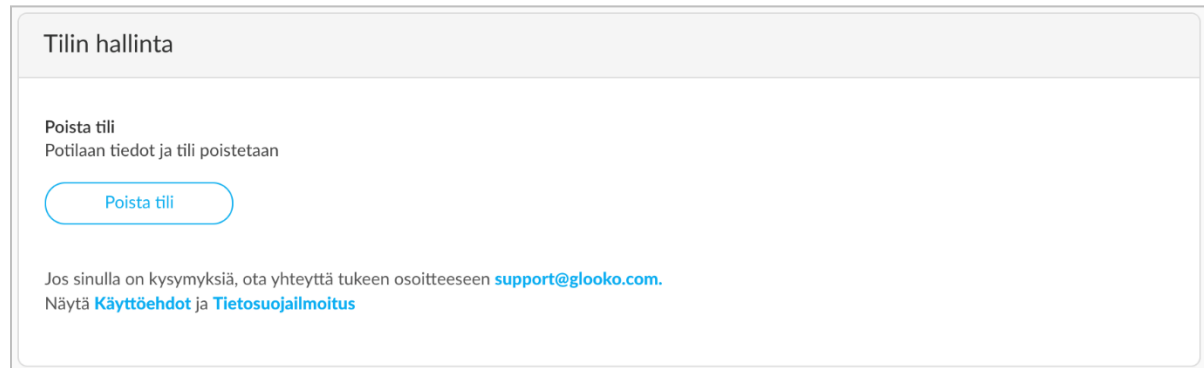 Tilin hallinta
Poista tili
Potilaan tiedot ja tili poistetaan
Poista tili
Jos sinulla on kysymyksiä, ota yhteyttä tukeen osoitteeseen support@glooko.com.
Näytä Käyttöehdot ja Tietosuojailmoitus